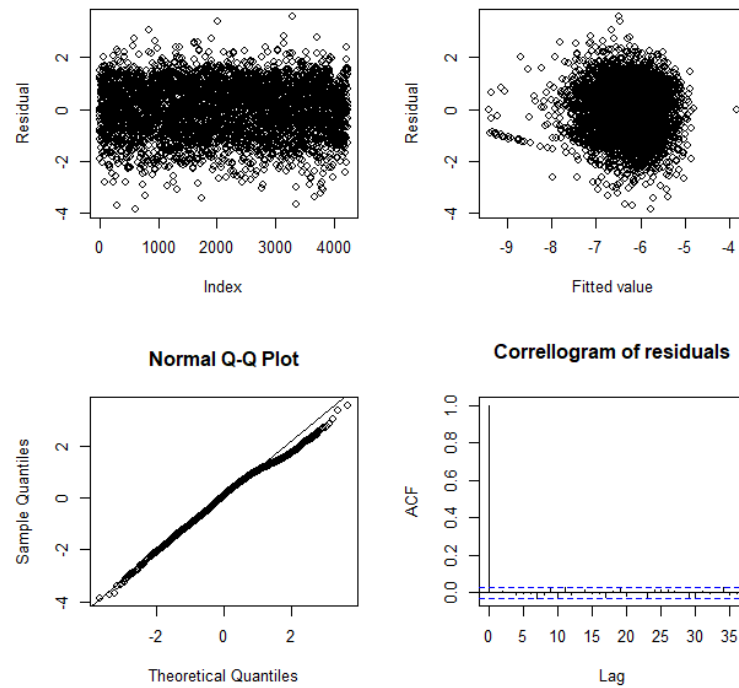 Residual
2
0
-2
-4
0 1000 2000 3000 4000
Index
Residual
2
0
-2
-4
-9 -8 -7 -6 -5 -4
Fitted value
Normal Q-Q Plot
Sample Quantiles
2
0
-2
-4
-2 0 2
Theoretical Quantiles
Correllogram of residuals
ACF
1.0
0.8
0.6
0.4
0.2
0.0
0 5 10 15 20 25 30 35
Lag